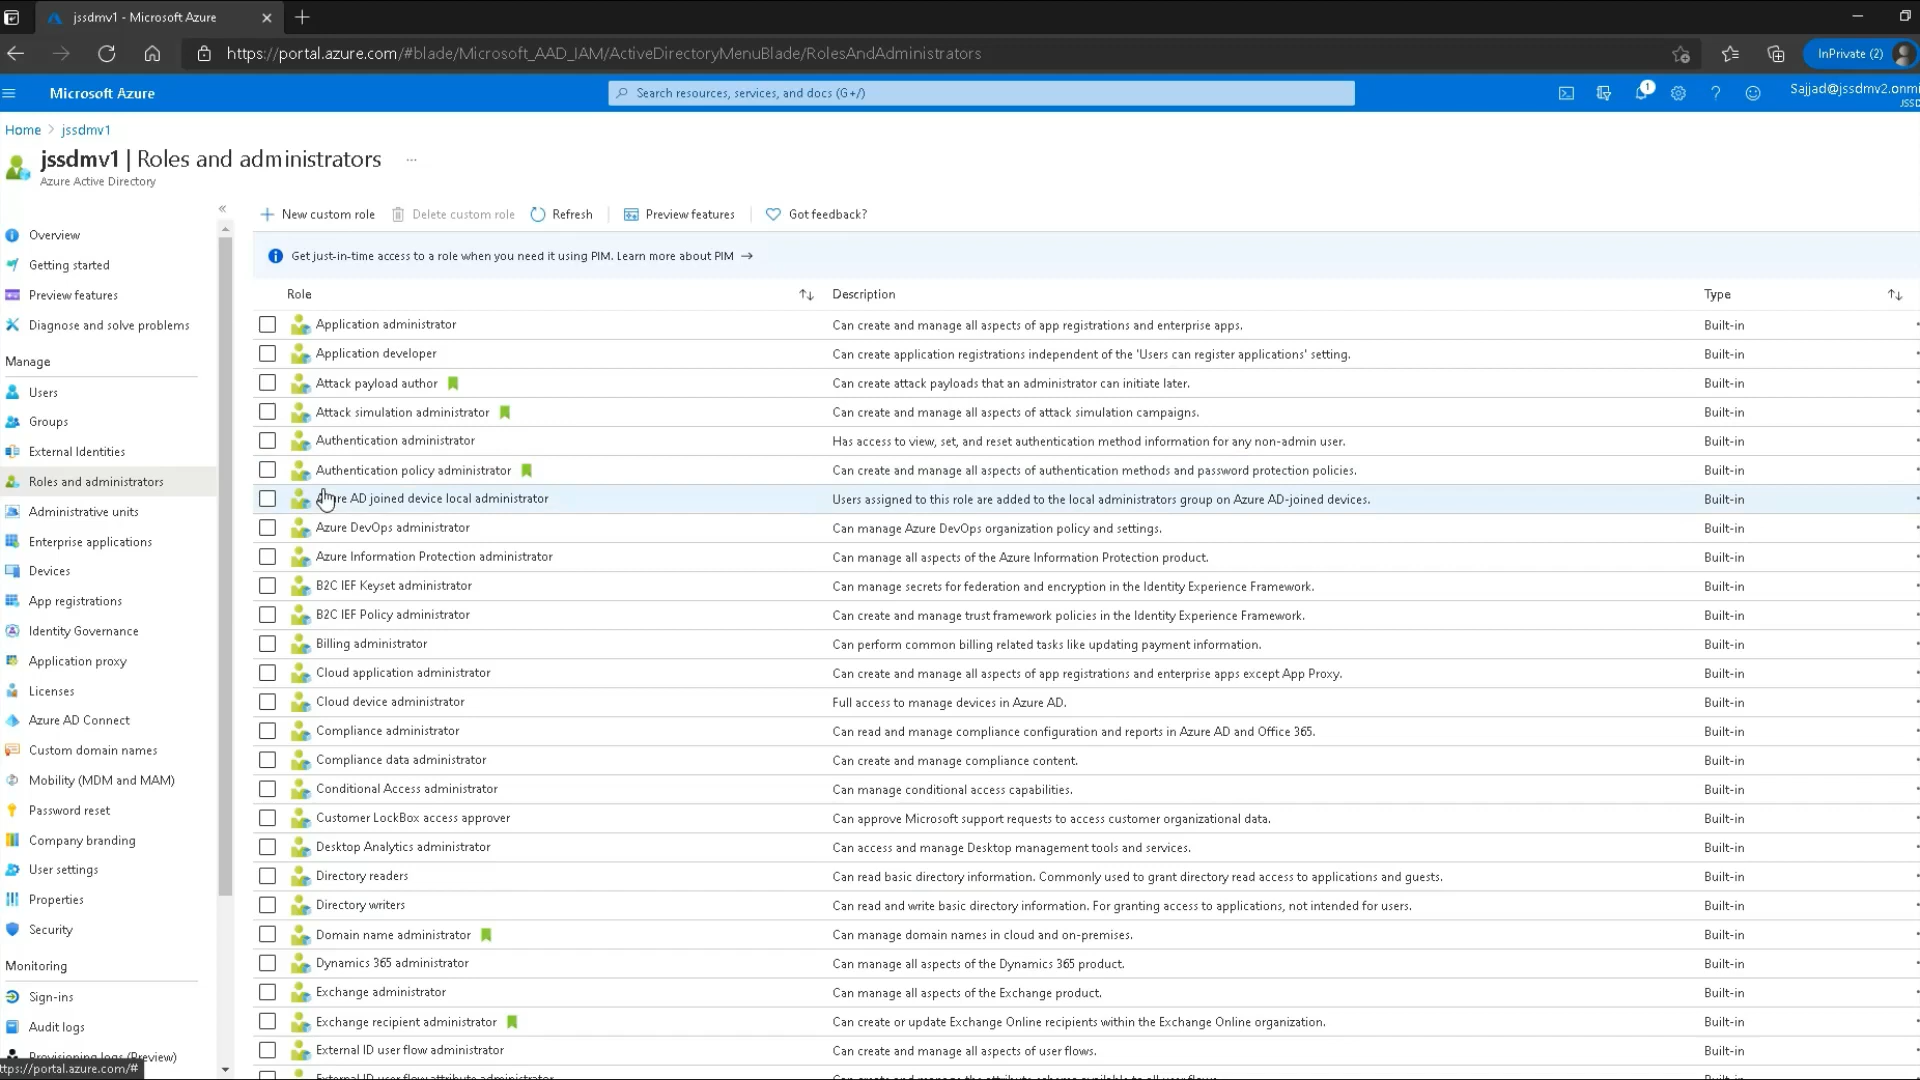 jssdmv1 - Microsoft Azure
https://portal.azure.com/#blade/Microsoft_AAD_IAM/ActiveDirectoryMenuBlade/RolesAndAdministrators
InPrivate (2)
Microsoft Azure
Search resources, services, and docs (G+/)
1
Sajjad@jssdmv2.onmi
JSSD
Home > jssdmv1
jssdmv1 | Roles and administrators ...
Azure Active Directory
«
Overview
Getting started
Preview features
Diagnose and solve problems
Manage
Users
Groups
External Identities
Roles and administrators
Administrative units
Enterprise applications
Devices
App registrations
Identity Governance
Application proxy
Licenses
Azure AD Connect
Custom domain names
Mobility (MDM and MAM)
Password reset
Company branding
User settings
Properties
Security
Monitoring
Sign-ins
Audit logs
Provisioning logs (Preview)
ttps://portal.azure.com/#
New custom role Delete custom role Refresh Preview features Got feedback?
Get just-in-time access to a role when you need it using PIM. Learn more about PIM →
Role Description Type
Application administrator Can create and manage all aspects of app registrations and enterprise apps. Built-in
Application developer Can create application registrations independent of the 'Users can register applications' setting. Built-in
Attack payload author Can create attack payloads that an administrator can initiate later. Built-in
Attack simulation administrator Can create and manage all aspects of attack simulation campaigns. Built-in
Authentication administrator Has access to view, set, and reset authentication method information for any non-admin user. Built-in
Authentication policy administrator Can create and manage all aspects of authentication methods and password protection policies. Built-in
Azure AD joined device local administrator Users assigned to this role are added to the local administrators group on Azure AD-joined devices. Built-in
Azure DevOps administrator Can manage Azure DevOps organization policy and settings. Built-in
Azure Information Protection administrator Can manage all aspects of the Azure Information Protection product. Built-in
B2C IEF Keyset administrator Can manage secrets for federation and encryption in the Identity Experience Framework. Built-in
B2C IEF Policy administrator Can create and manage trust framework policies in the Identity Experience Framework. Built-in
Billing administrator Can perform common billing related tasks like updating payment information. Built-in
Cloud application administrator Can create and manage all aspects of app registrations and enterprise apps except App Proxy. Built-in
Cloud device administrator Full access to manage devices in Azure AD. Built-in
Compliance administrator Can read and manage compliance configuration and reports in Azure AD and Office 365. Built-in
Compliance data administrator Can create and manage compliance content. Built-in
Conditional Access administrator Can manage conditional access capabilities. Built-in
Customer LockBox access approver Can approve Microsoft support requests to access customer organizational data. Built-in
Desktop Analytics administrator Can access and manage Desktop management tools and services. Built-in
Directory readers Can read basic directory information. Commonly used to grant directory read access to applications and guests. Built-in
Directory writers Can read and write basic directory information. For granting access to applications, not intended for users. Built-in
Domain name administrator Can manage domain names in cloud and on-premises. Built-in
Dynamics 365 administrator Can manage all aspects of the Dynamics 365 product. Built-in
Exchange administrator Can manage all aspects of the Exchange product. Built-in
Exchange recipient administrator Can create or update Exchange Online recipients within the Exchange Online organization. Built-in
External ID user flow administrator Can create and manage all aspects of user flows. Built-in
External ID user flow attribute administrator